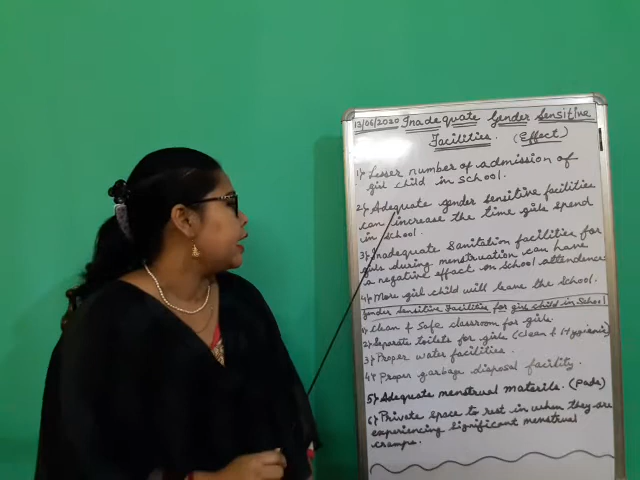 13/06/2020 Inadequate Gender Sensitive
Facilities. (Effect)
1) Lesser number of admission of
girl child in school.
2) Adequate gender sensitive facilities
can increase the time girls spend
in school.
3) Inadequate Sanitation facilities for
girls during menstruation can have
a negative effect on school attendence
4) More girl child will leave the school.
Gender Sensitive Facilities for girl child in School
1) Clean & Safe classroom for girls.
2) Separate toilets for girls (Clean & Hygienic)
3) Proper water facilities.
4) Proper garbage disposal facility.
5) Adequate menstrual materils. (Pads)
6) Private space to rest in when they are
experiencing significant menstrual
cramps.